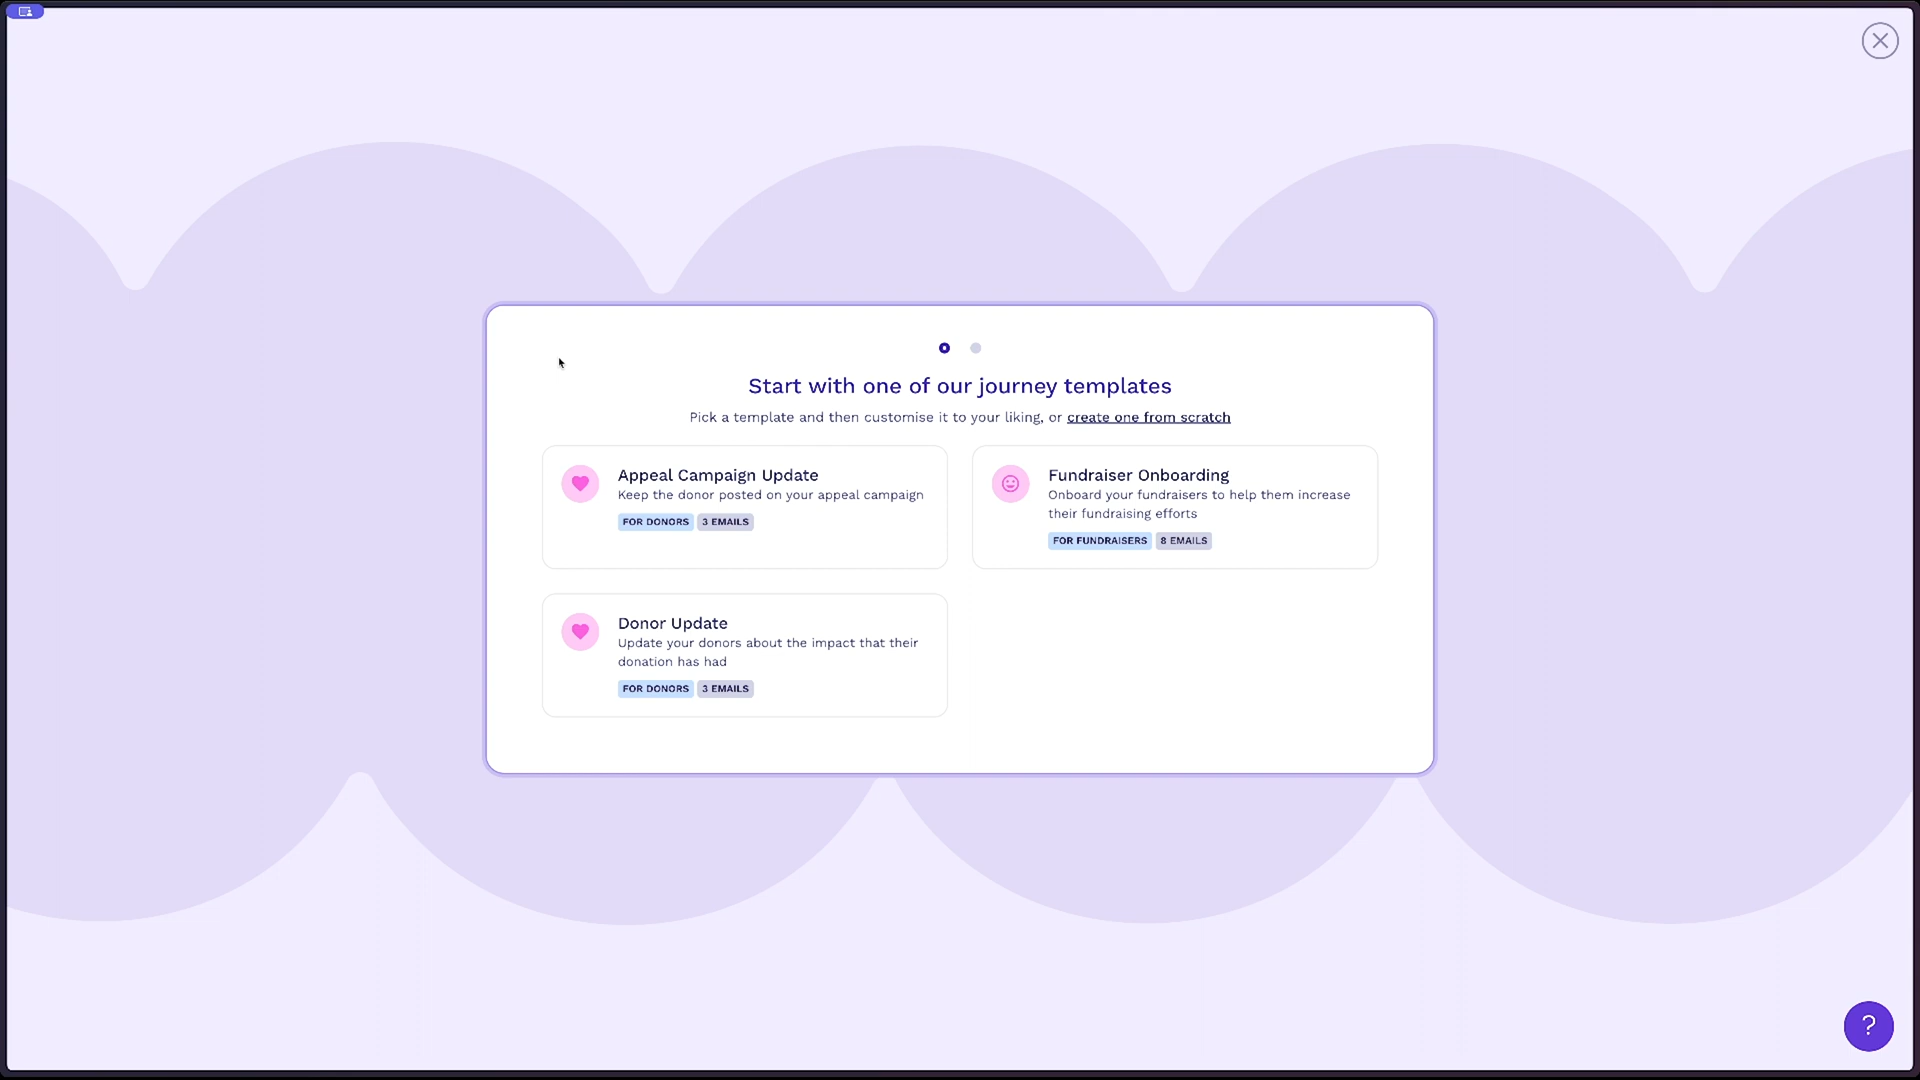 Start with one of our journey templates
Pick a template and then customise it to your liking, or create one from scratch
Appeal Campaign Update
Keep the donor posted on your appeal campaign
FOR DONORS 3 EMAILS
Fundraiser Onboarding
Onboard your fundraisers to help them increase
their fundraising efforts
FOR FUNDRAISERS 8 EMAILS
Donor Update
Update your donors about the impact that their
donation has had
FOR DONORS 3 EMAILS
?